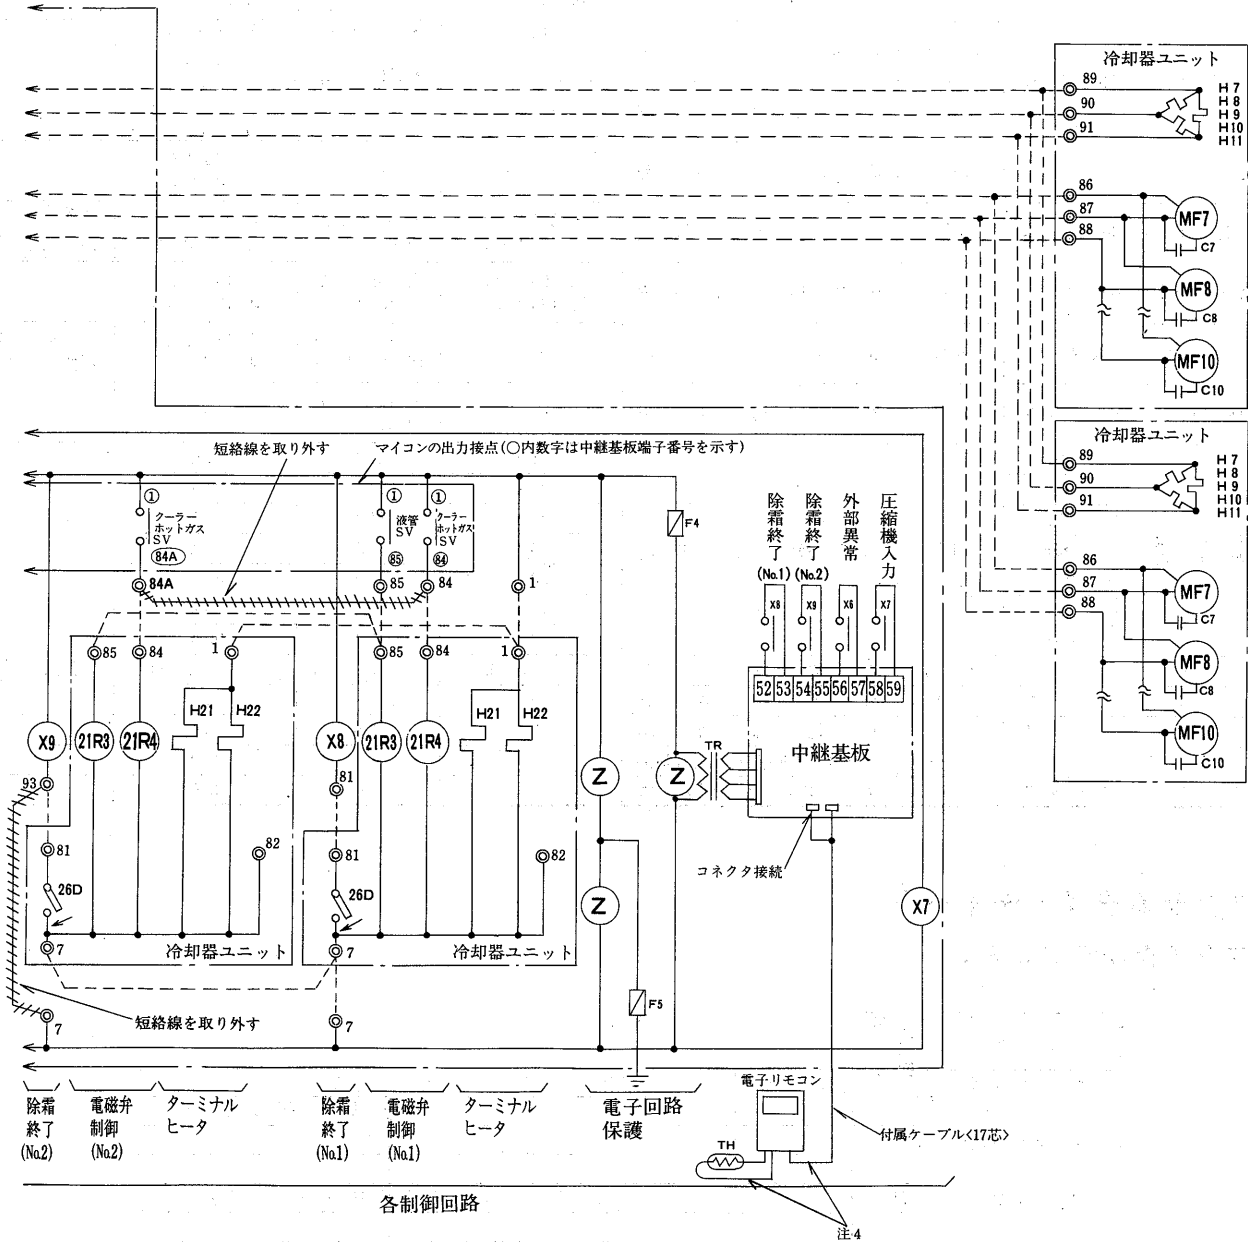 冷却器ユニット
89
90
91
H7
H8
H9
H10
H11
86
87
88
MF7
C7
MF8
C8
MF10
C10
冷却器ユニット
89
90
91
H7
H8
H9
H10
H11
86
87
88
MF7
C7
MF8
C8
MF10
C10
短絡線を取り外す
マイコンの出力接点(○内数字は中継基板端子番号を示す)
①
クーラー
ホットガス
SV
84A
84A
①
液管
SV
85
85
①
クーラー
ホットガス
SV
84
84
1
F4
除霜終了
(No.1)
除霜終了
(No.2)
外部異常
圧縮機入力
X8
X9
X6
X7
52 53 54 55 56 57 58 59
中継基板
TR
コネクタ接続
85
84
1
H21
H22
X9
21R3
21R4
93
81
26D
82
7
冷却器ユニット
7
短絡線を取り外す
85
84
1
H21
H22
X8
21R3
21R4
81
81
26D
82
7
冷却器ユニット
7
Z
Z
Z
F5
X7
除霜
終了
(No.2)
電磁弁
制御
(No.2)
ターミナル
ヒータ
除霜
終了
(No.1)
電磁弁
制御
(No.1)
ターミナル
ヒータ
電子回路
保護
電子リモコン
TH
付属ケーブル<17芯>
各制御回路
注4